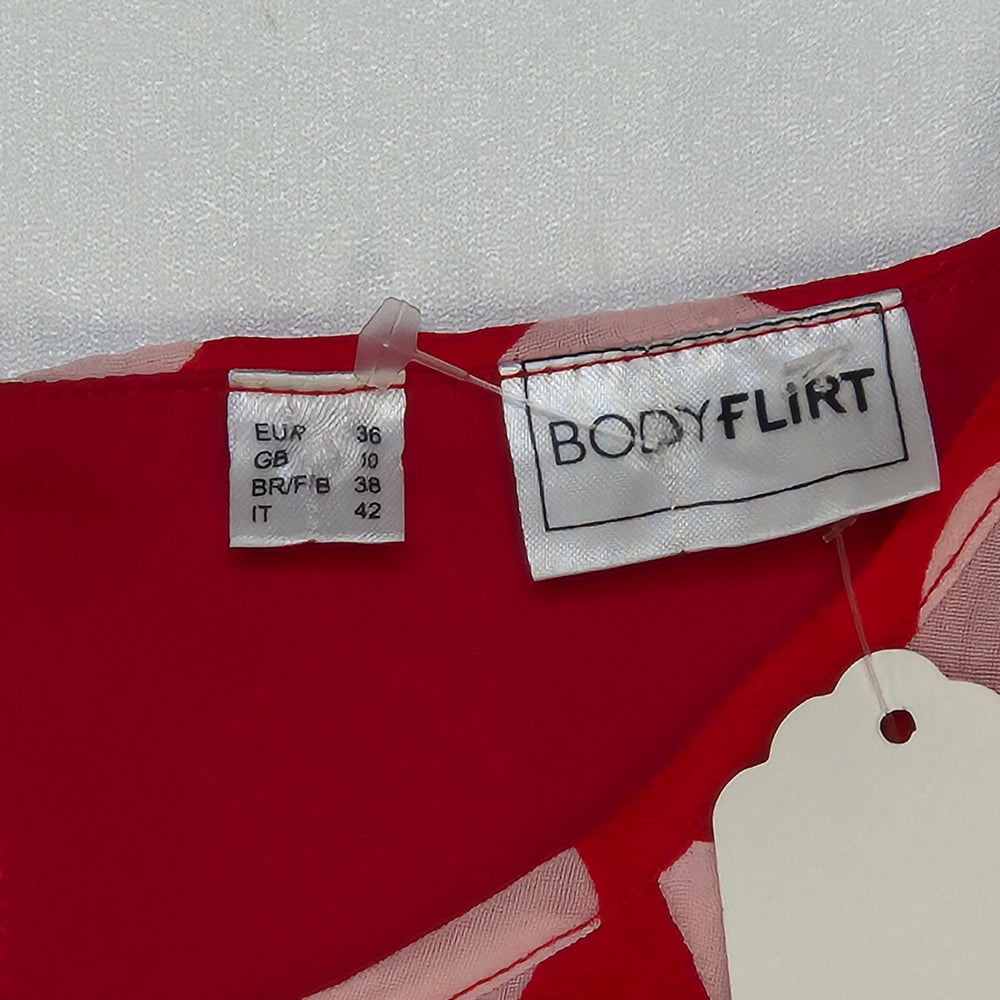 EUR 36
GB 10
BR/F/B 38
IT 42
BODYFLIRT